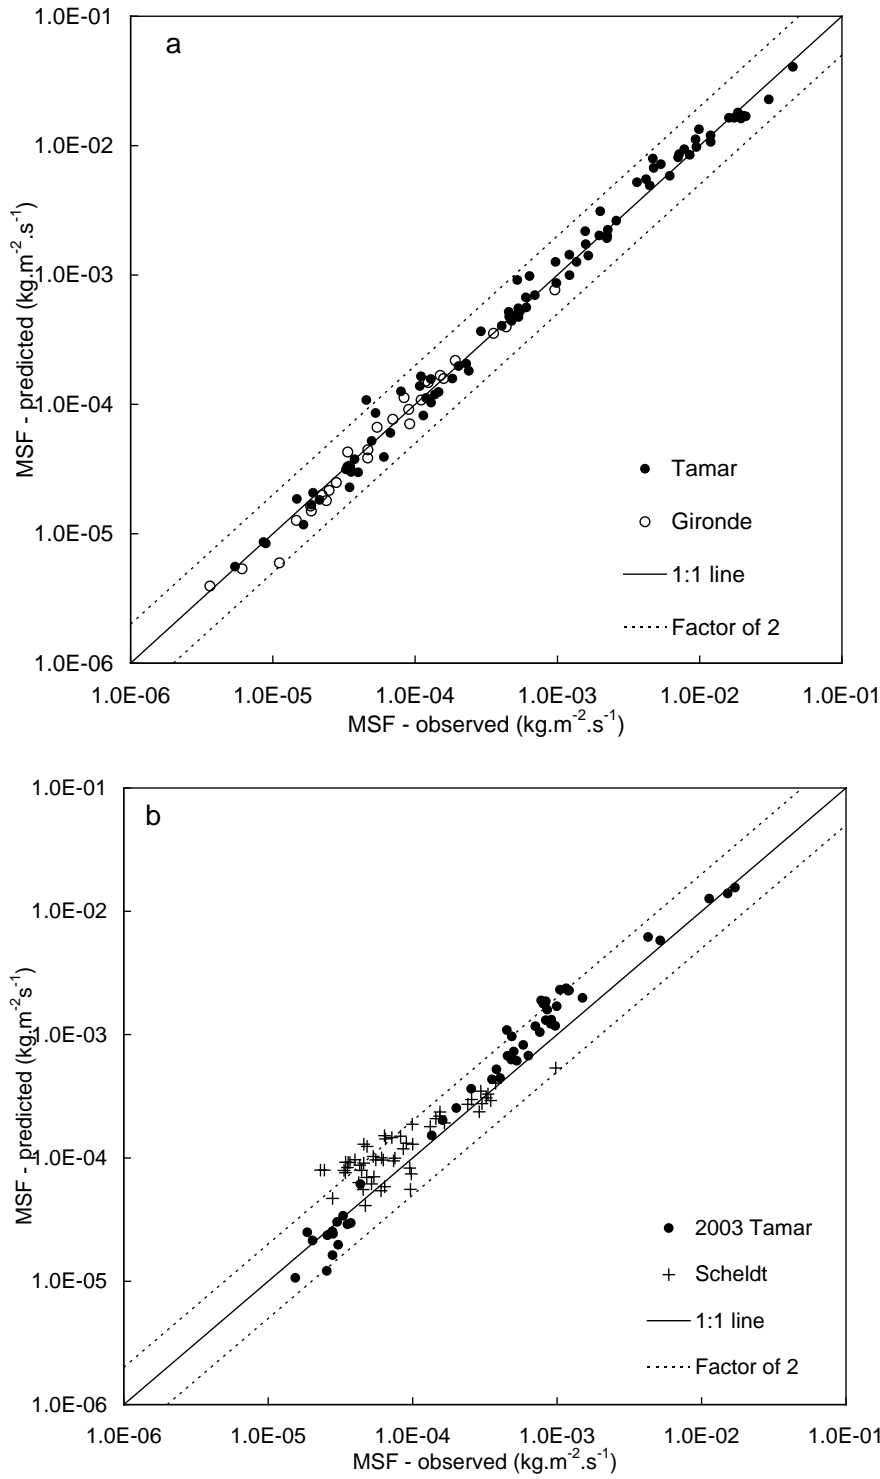 1.0E-01
a
1.0E-02
1.0E-03
1.0E-04
1.0E-05
1.0E-06
MSF - predicted (kg.m-2.s-1)
Tamar
Gironde
1:1 line
Factor of 2
1.0E-06 1.0E-05 1.0E-04 1.0E-03 1.0E-02 1.0E-01
MSF - observed (kg.m-2.s-1)
1.0E-01
b
1.0E-02
1.0E-03
1.0E-04
1.0E-05
1.0E-06
MSF - predicted (kg.m-2s-1)
2003 Tamar
Scheldt
1:1 line
Factor of 2
1.0E-06 1.0E-05 1.0E-04 1.0E-03 1.0E-02 1.0E-01
MSF - observed (kg.m-2.s-1)